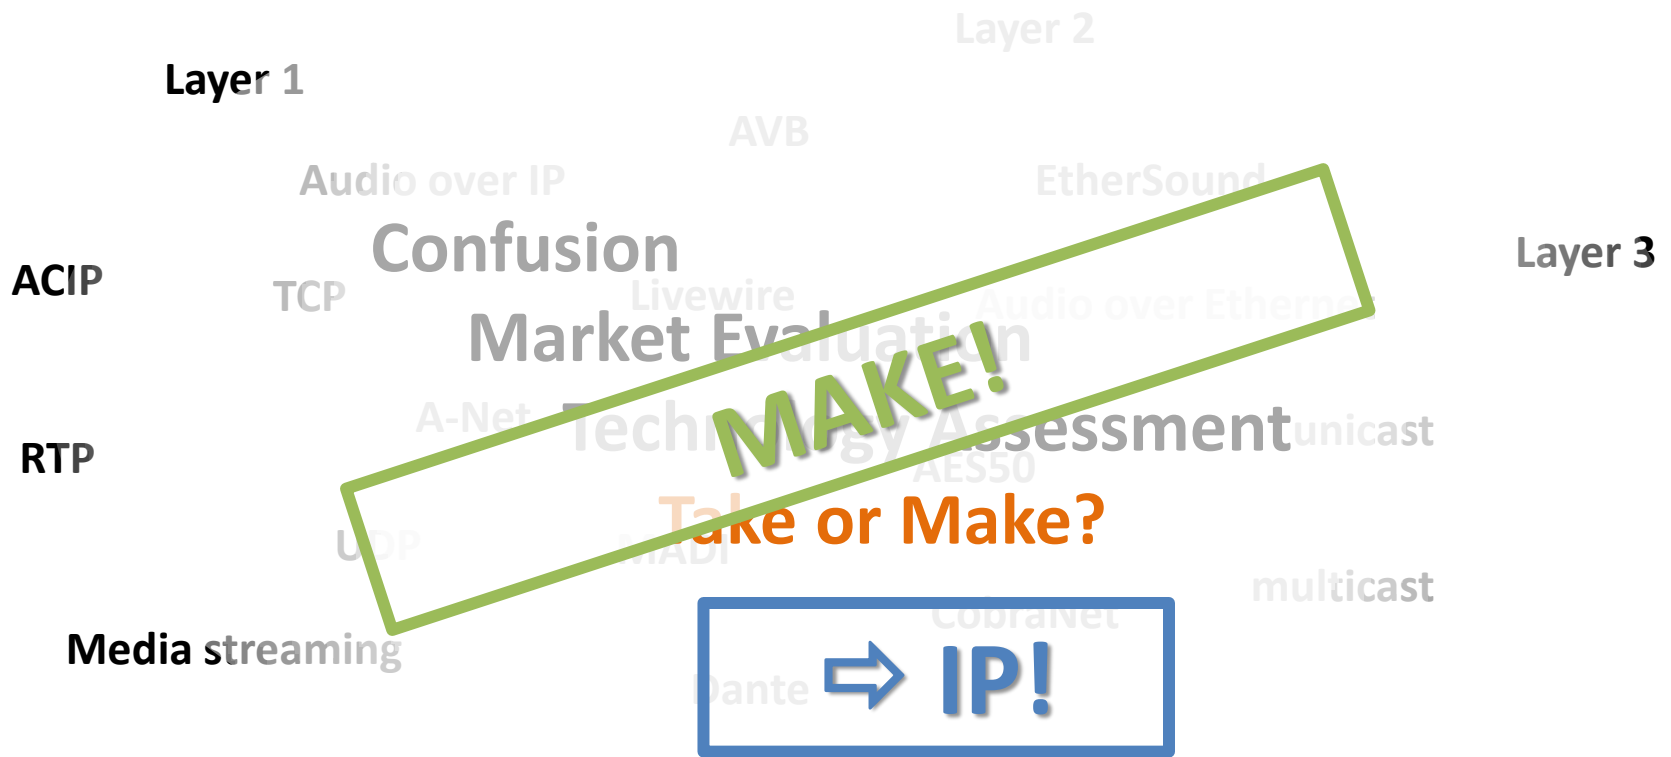 Layer 2
Layer 1
AVB
Audio over IP
EtherSound
Confusion
Layer 3
ACIP
TCP
Livewire
Audio over Ethernet
Market Evaluation
MAKE!
A-Net
Technology Assessment
unicast
RTP
AES50
Take or Make?
UDP
MADI
multicast
CobraNet
Media streaming
Dante
⇨ IP!